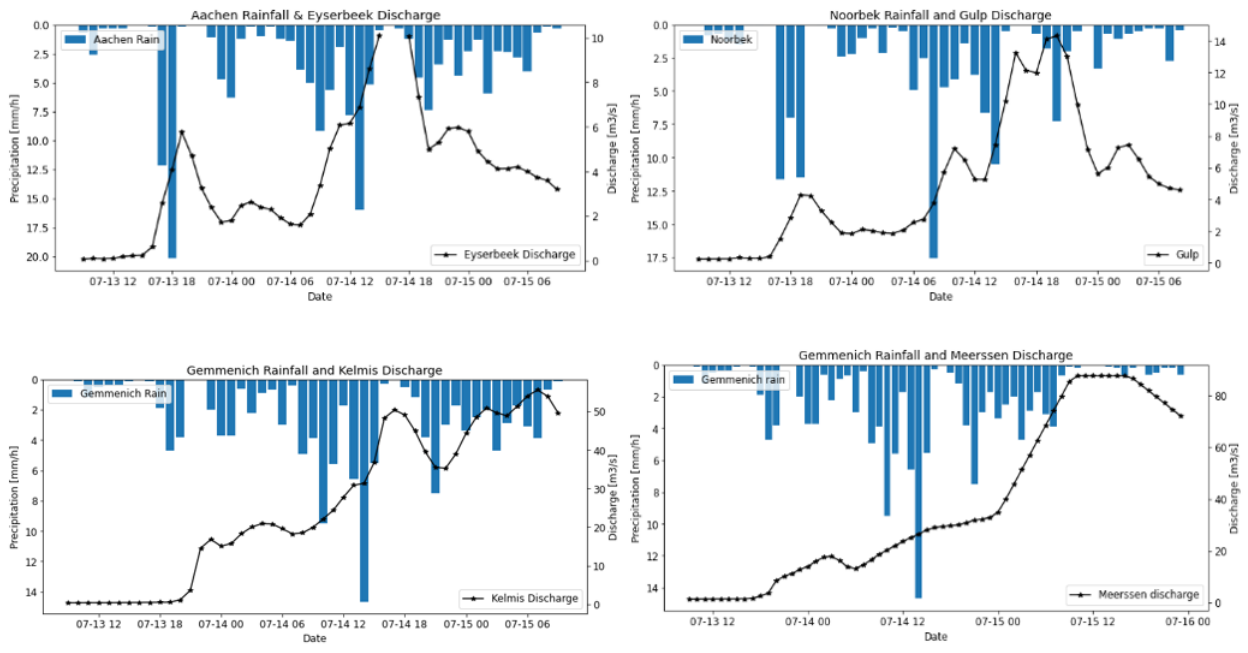 Aachen Rainfall & Eyserbeek Discharge
Aachen Rain
Precipitation [mm/h]
0.0
2.5
5.0
7.5
10.0
12.5
15.0
17.5
20.0
10
8
6
4
2
0
Discharge [m3/s]
Eyserbeek Discharge
07-13 12 07-13 18 07-14 00 07-14 06 07-14 12 07-14 18 07-15 00 07-15 06
Date
Noorbek Rainfall and Gulp Discharge
Noorbek
Precipitation [mm/h]
0.0
2.5
5.0
7.5
10.0
12.5
15.0
17.5
14
12
10
8
6
4
2
0
Discharge [m3/s]
Gulp
07-13 12 07-13 18 07-14 00 07-14 06 07-14 12 07-14 18 07-15 00 07-15 06
Date
Gemmenich Rainfall and Kelmis Discharge
Gemmenich Rain
Precipitation [mm/h]
0
2
4
6
8
10
12
14
50
40
30
20
10
0
Discharge [m3/s]
Kelmis Discharge
07-13 12 07-13 18 07-14 00 07-14 06 07-14 12 07-14 18 07-15 00 07-15 06
Date
Gemmenich Rainfall and Meerssen Discharge
Gemmenich rain
Precipitation [mm/h]
0
2
4
6
8
10
12
14
80
60
40
20
0
Discharge [m3/s]
Meerssen discharge
07-13 12 07-14 00 07-14 12 07-15 00 07-15 12 07-16 00
Date